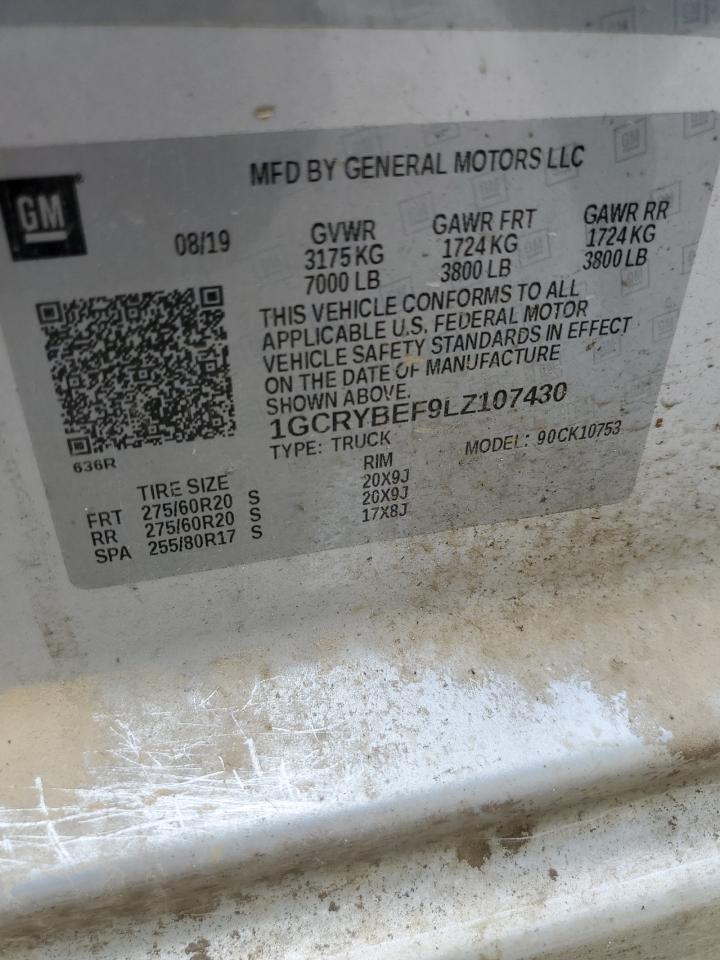 MFD BY GENERAL MOTORS LLC
GM
08/19
GVWR
3175 KG
7000 LB
GAWR FRT
1724 KG
3800 LB
GAWR RR
1724 KG
3800 LB
THIS VEHICLE CONFORMS TO ALL
APPLICABLE U.S. FEDERAL MOTOR
VEHICLE SAFETY STANDARDS IN EFFECT
ON THE DATE OF MANUFACTURE
SHOWN ABOVE.
1GCRYBEF9LZ107430
TYPE: TRUCK
MODEL: 90CK10753
636R
TIRE SIZE
RIM
FRT 275/60R20 S 20X9J
RR 275/60R20 S 20X9J
SPA 255/80R17 S 17X8J